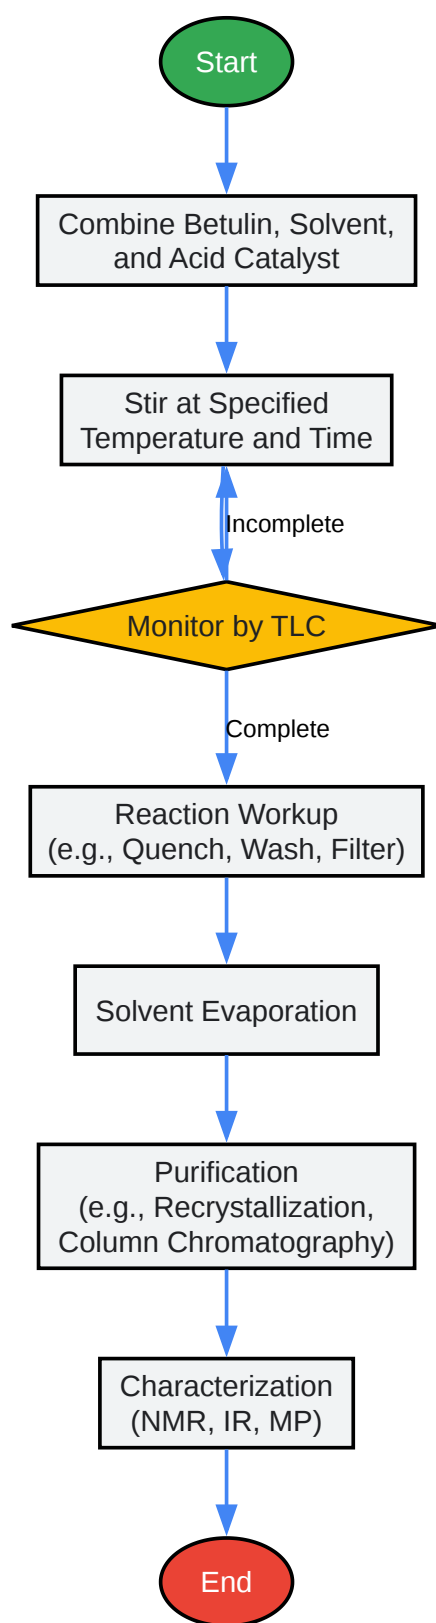 Start
Combine Betulin, Solvent,
and Acid Catalyst
Stir at Specified
Temperature and Time
Incomplete
Monitor by TLC
Complete
Reaction Workup
(e.g., Quench, Wash, Filter)
Solvent Evaporation
Purification
(e.g., Recrystallization,
Column Chromatography)
Characterization
(NMR, IR, MP)
End